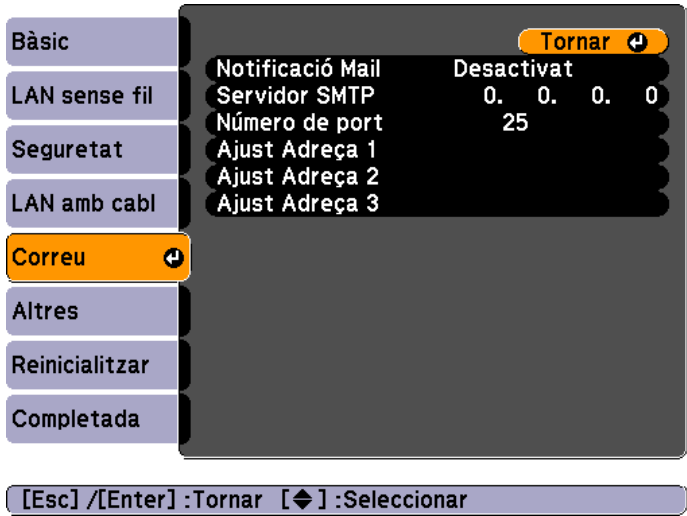 Bàsic
LAN sense fil
Seguretat
LAN amb cabl
Correu
Altres
Reinicialitzar
Completada
Tornar
Notificació Mail Desactivat
Servidor SMTP 0. 0. 0. 0
Número de port 25
Ajust Adreça 1
Ajust Adreça 2
Ajust Adreça 3
[Esc] /[Enter] :Tornar [◆] :Seleccionar